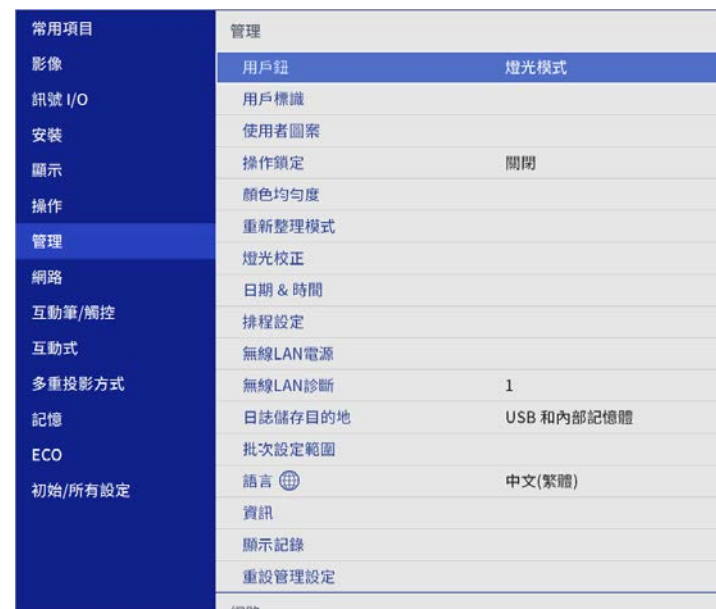 常用項目
影像
訊號 I/O
安裝
顯示
操作
管理
網路
互動筆/觸控
互動式
多重投影方式
記憶
ECO
初始/所有設定
管理
用戶鈕 燈光模式
用戶標識
使用者圖案
操作鎖定 關閉
顏色均勻度
重新整理模式
燈光校正
日期 & 時間
排程設定
無線LAN電源
無線LAN診斷 1
日誌儲存目的地 USB 和內部記憶體
批次設定範圍
語言 中文(繁體)
資訊
顯示記錄
重設管理設定